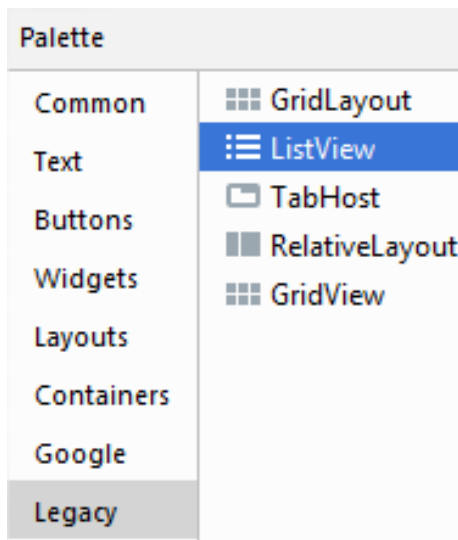 Palette
Common
Text
Buttons
Widgets
Layouts
Containers
Google
Legacy
GridLayout
ListView
TabHost
RelativeLayout
GridView